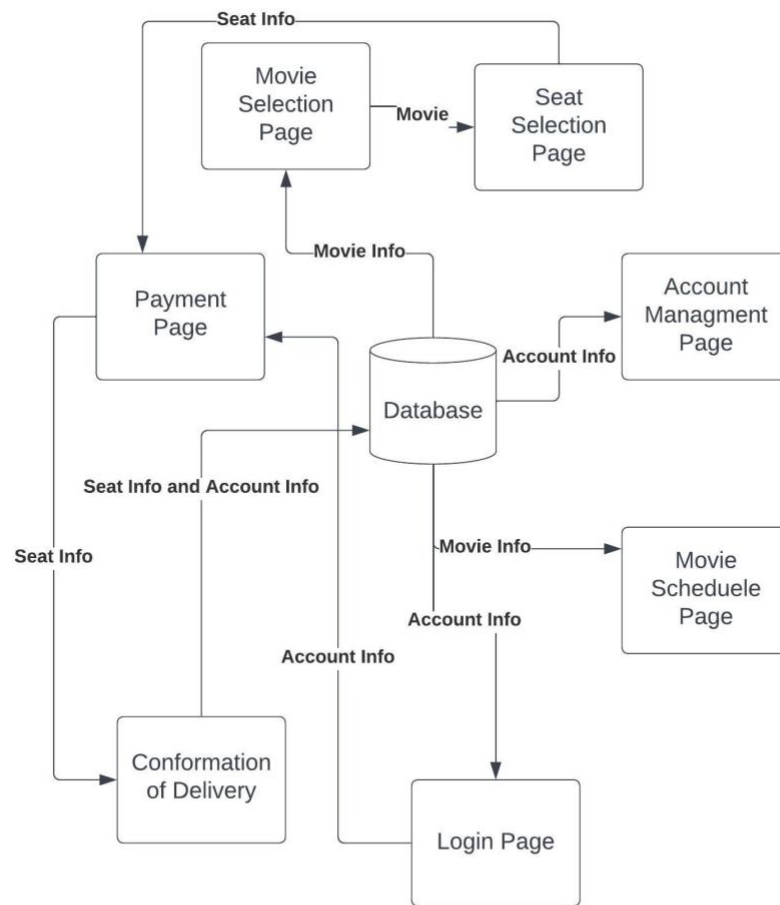 Seat Info
Movie
Selection
Page
Movie
Seat
Selection
Page
Movie Info
Payment
Page
Account
Managment
Page
Account Info
Database
Seat Info and Account Info
Seat Info
Movie Info
Movie
Scheduele
Page
Account Info
Account Info
Conformation
of Delivery
Login Page